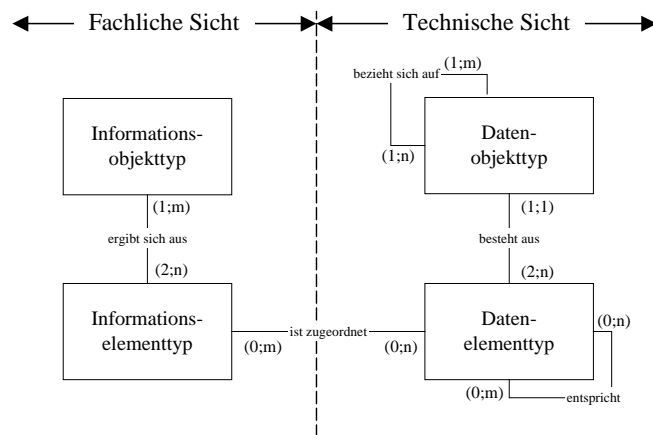 Fachliche Sicht
Technische Sicht
(1;m)
bezieht sich auf
Informations-
objekttyp
Daten-
objekttyp
(1;n)
(1;m)
(1;1)
ergibt sich aus
besteht aus
(2;n)
(2;n)
Informations-
elementtyp
Daten-
elementtyp
(0;n)
ist zugeordnet
(0;m)
(0;n)
(0;m)
entspricht